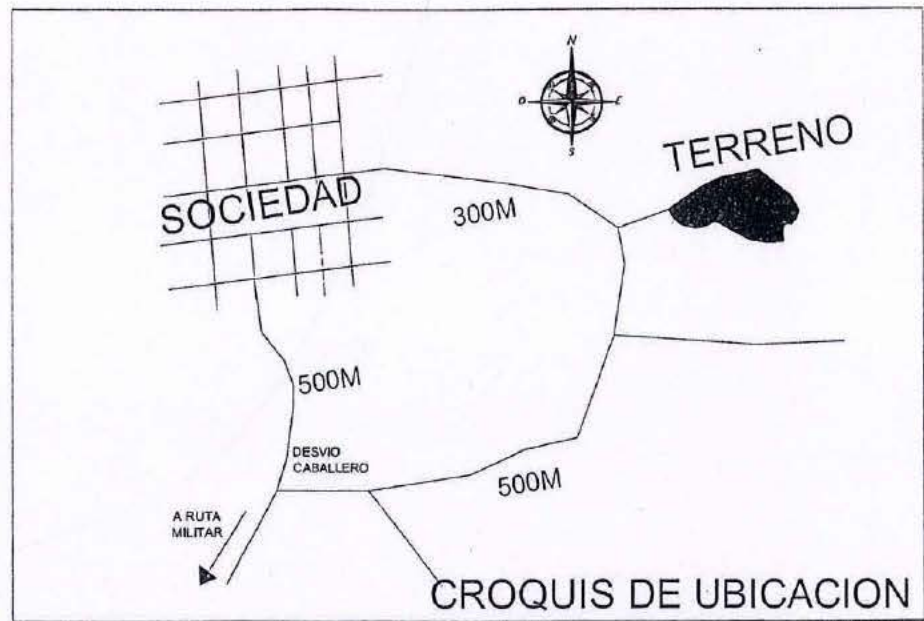 N
O
E
S
TERRENO
SOCIEDAD
300M
500M
DESVIO
CABALLERO
500M
A RUTA
MILITAR
CROQUIS DE UBICACION